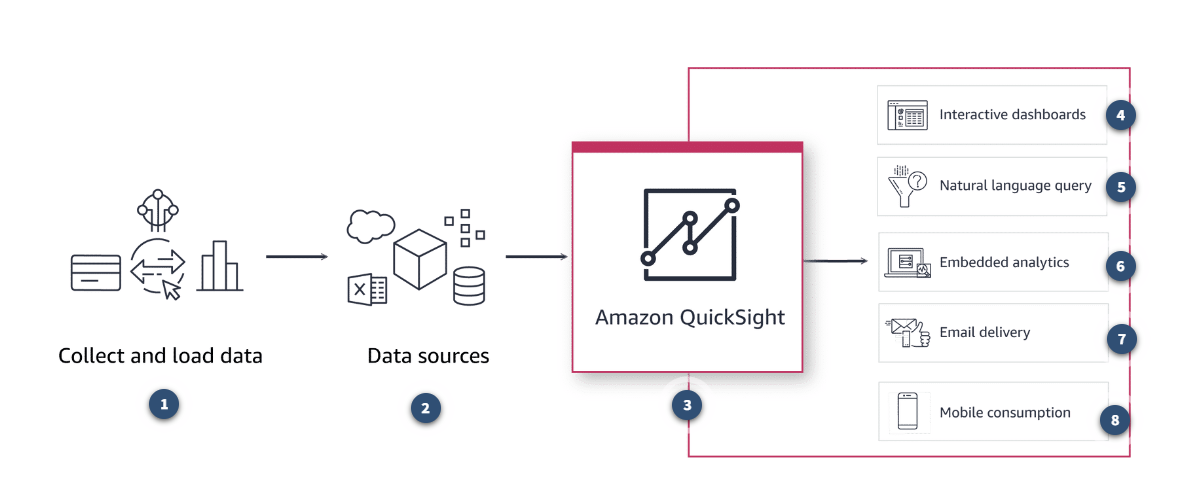 Interactive dashboards
4
Natural language query
5
X
Amazon QuickSight
Embedded analytics
6
Email delivery
7
Collect and load data
Data sources
1
2
3
Mobile consumption
8